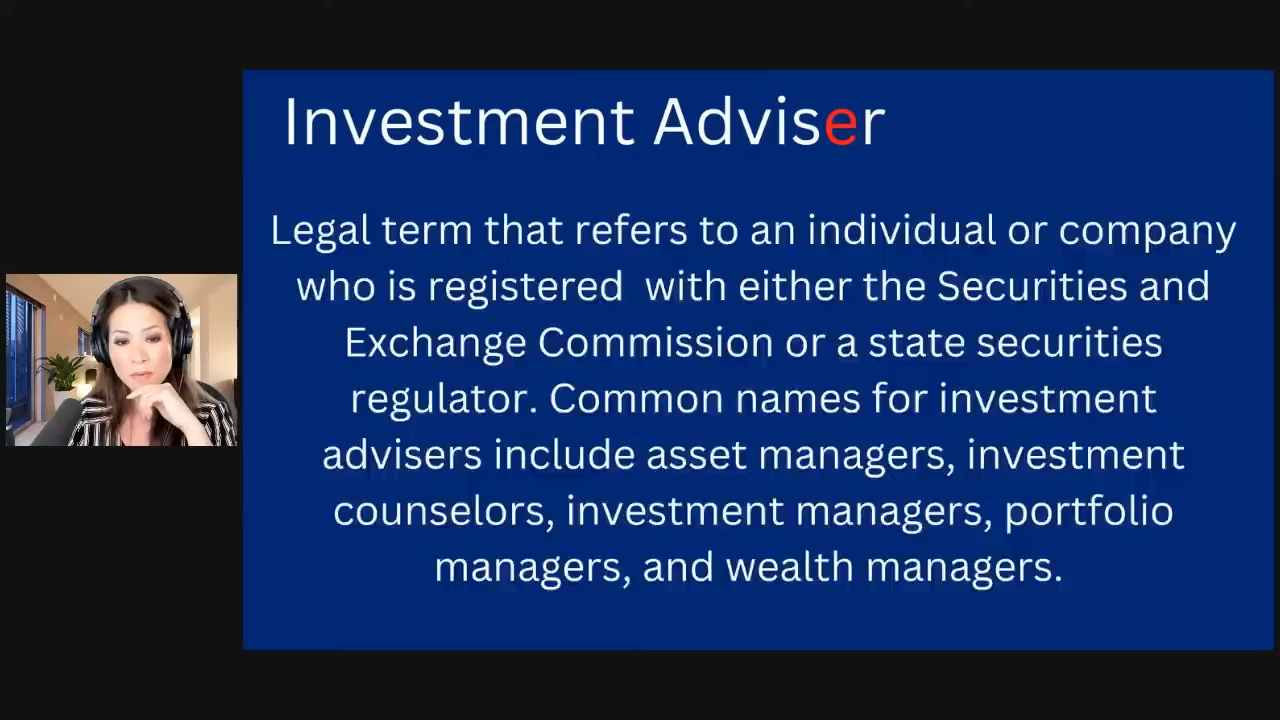 Investment Adviser
Legal term that refers to an individual or company
who is registered  with either the Securities and
Exchange Commission or a state securities
regulator. Common names for investment
advisers include asset managers, investment
counselors, investment managers, portfolio
managers, and wealth managers.